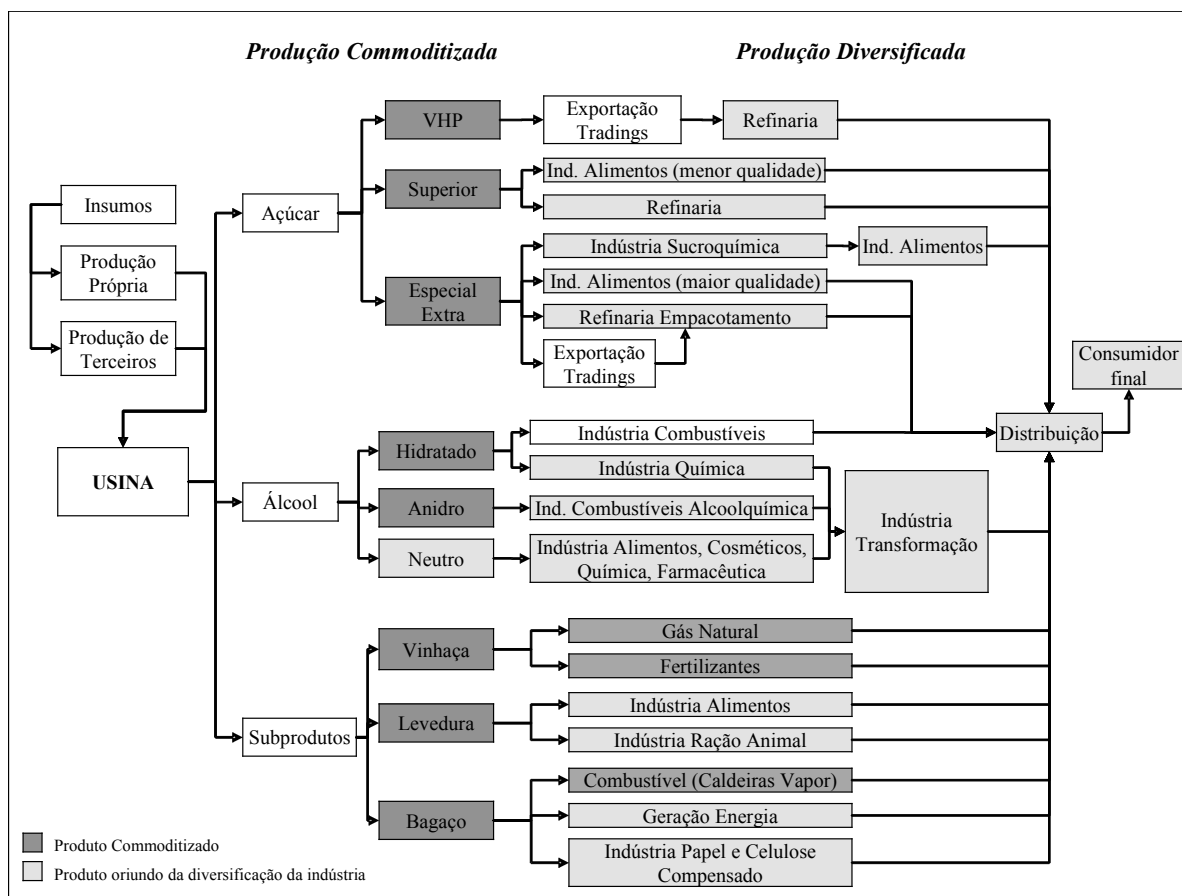 Produção Commoditizada
Produção Diversificada
VHP
Exportação
Tradings
Refinaria
Superior
Ind. Alimentos (menor qualidade)
Refinaria
Insumos
Produção
Própria
Produção de
Terceiros
Açúcar
Especial
Extra
Indústria Sucroquímica
Ind. Alimentos
Ind. Alimentos (maior qualidade)
Refinaria Empacotamento
Exportação
Tradings
Consumidor
final
Distribuição
USINA
Álcool
Hidratado
Indústria Combustíveis
Indústria Química
Anidro
Ind. Combustíveis Alcoolquímica
Neutro
Indústria Alimentos, Cosméticos,
Química, Farmacêutica
Indústria
Transformação
Subprodutos
Vinhaça
Gás Natural
Fertilizantes
Levedura
Indústria Alimentos
Indústria Ração Animal
Bagaço
Combustível (Caldeiras Vapor)
Geração Energia
Indústria Papel e Celulose
Compensado
Produto Commoditizado
Produto oriundo da diversificação da indústria